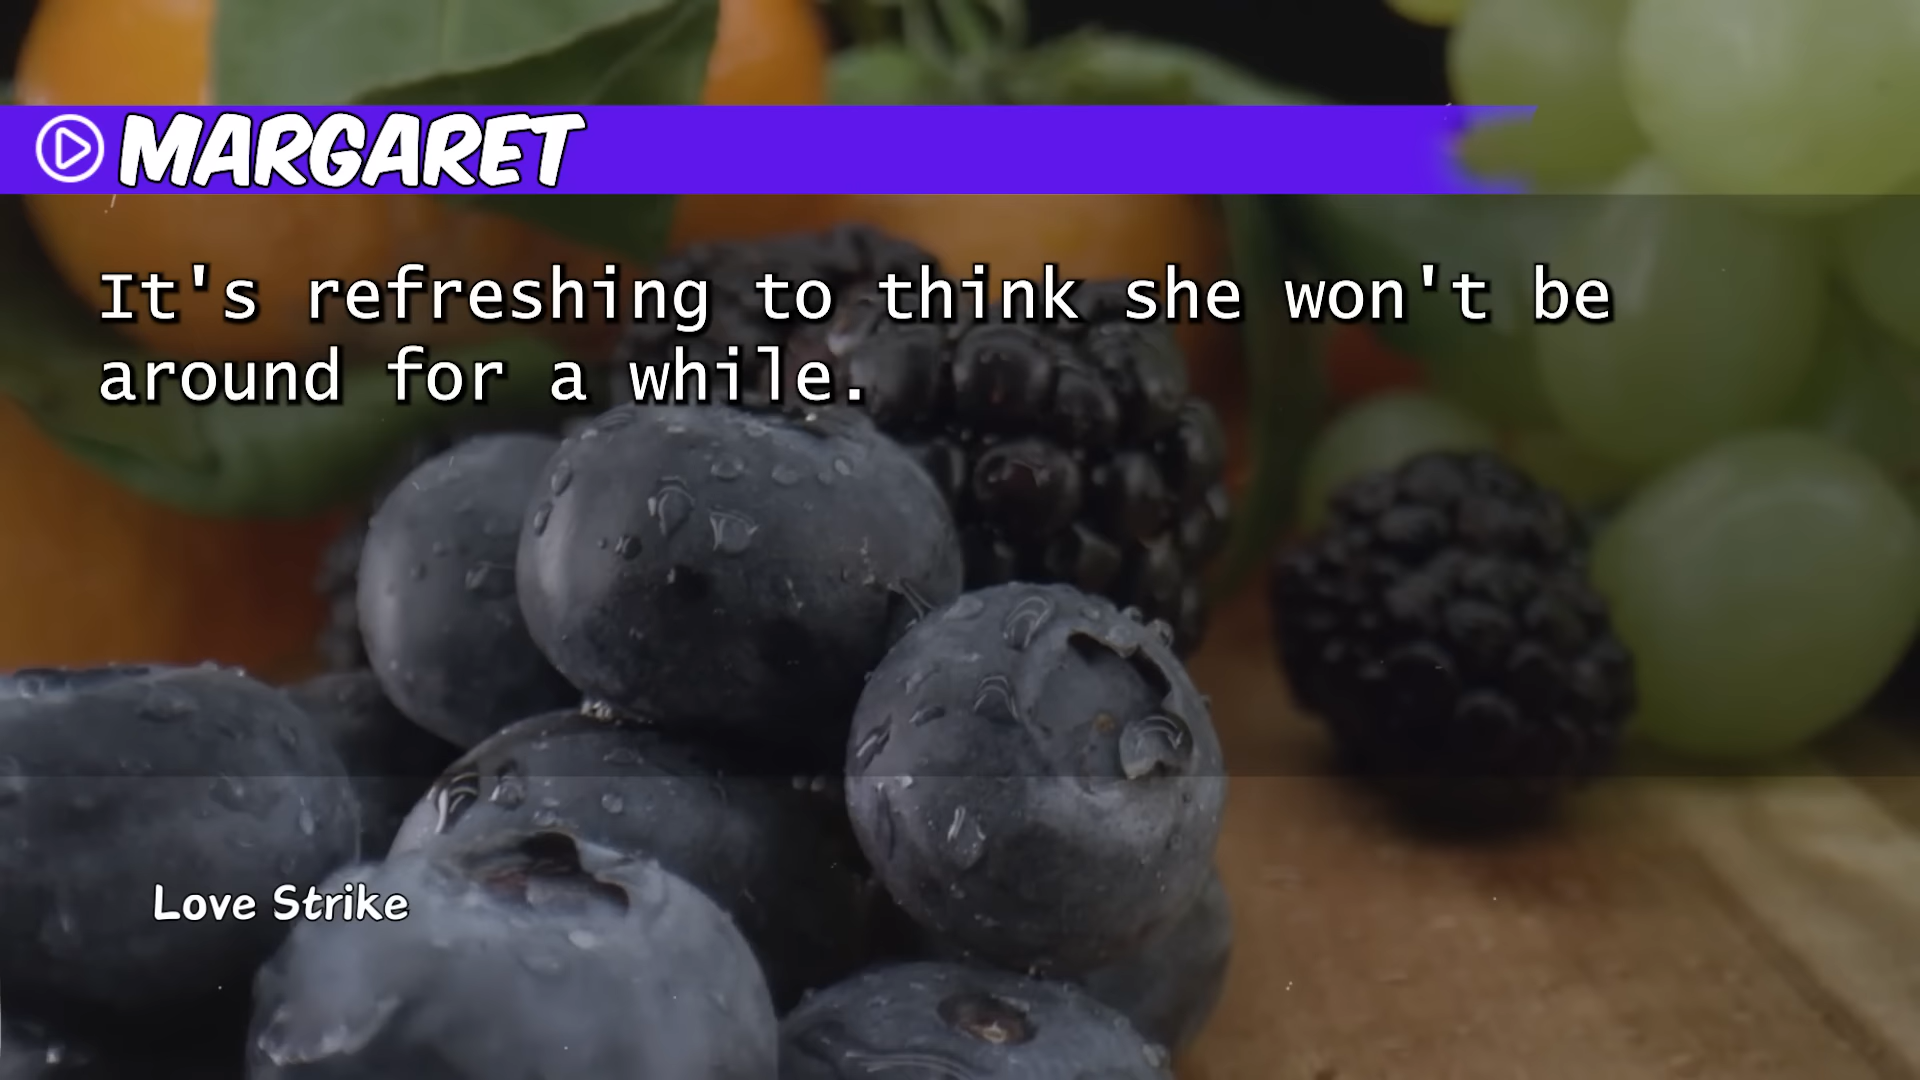 MARGARET
It's refreshing to think she won't be
around for a while.
Love Strike